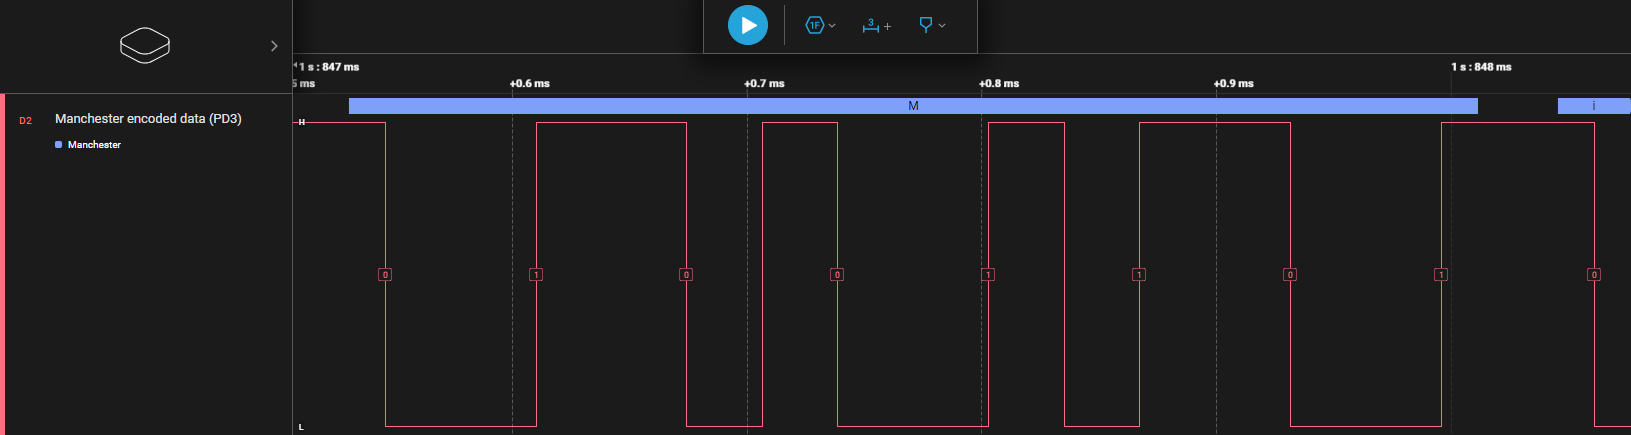 1F
3
+
1 s : 847 ms
1 s : 848 ms
5 ms
+0.6 ms
+0.7 ms
+0.8 ms
+0.9 ms
M
i
D2
Manchester encoded data (PD3)
Manchester
H
0
1
0
0
1
1
0
1
0
L